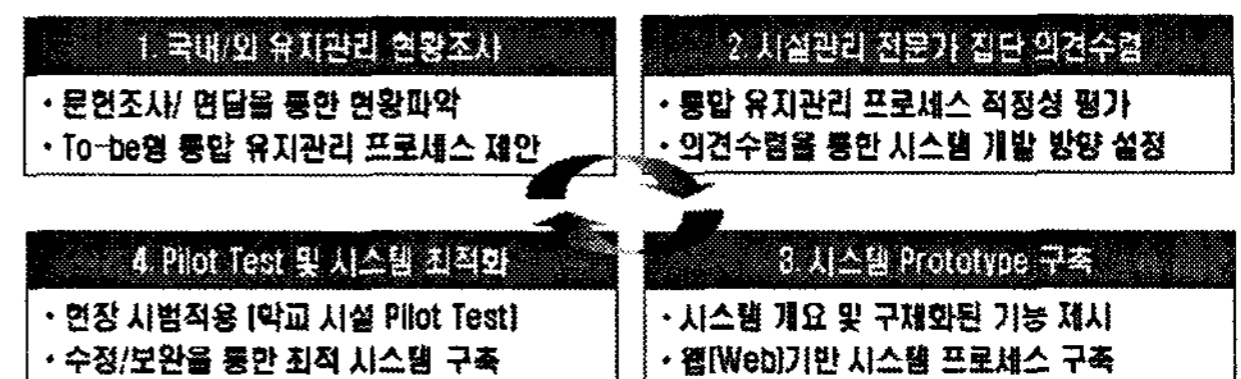 1. 국내/외 유지관리 현황조사
· 문헌조사/ 면담을 통한 현황파악
· To-be형 통합 유지관리 프로세스 제안
2. 시설관리 전문가 집단 의견수렴
· 통합 유지관리 프로세스 적정성 평가
· 의견수렴을 통한 시스템 개발 방향 설정
4. Pilot Test 및 시스템 최적화
· 현장 시범적용 (학교 시설 Pilot Test)
· 수정/보완을 통한 최적 시스템 구축
3. 시스템 Prototype 구축
· 시스템 개요 및 구체화된 기능 제시
· 웹(Web)기반 시스템 프로세스 구축